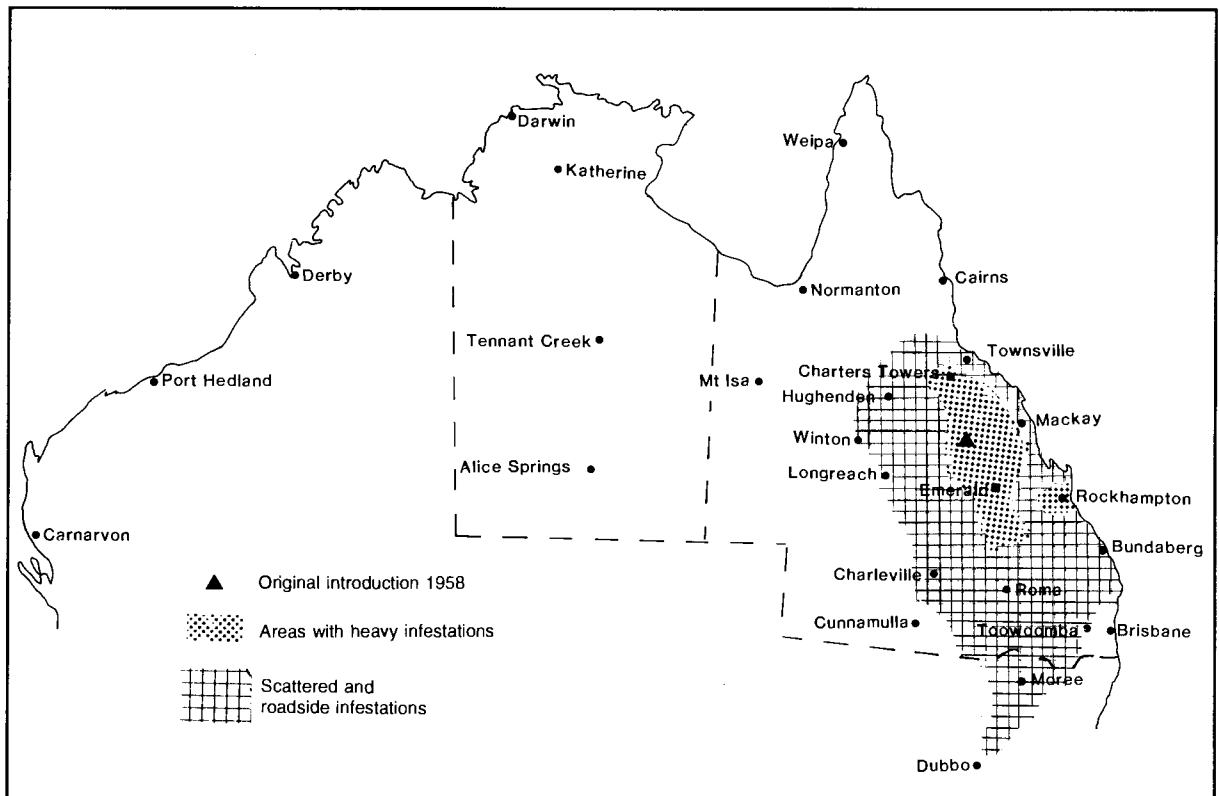 Darwin
Katherine
Weipa
Derby
Normanton
Cairns
Tennant Creek
Townsville
Port Hedland
Mt Isa
Charters Towers
Hughenden
Mackay
Winton
Alice Springs
Longreach
Emerald
Rockhampton
Carnarvon
Bundaberg
Charleville
Roma
Cunnamulla
Toowoomba
Brisbane
Moree
Dubbo
Original introduction 1958
Areas with heavy infestations
Scattered and
roadside infestations